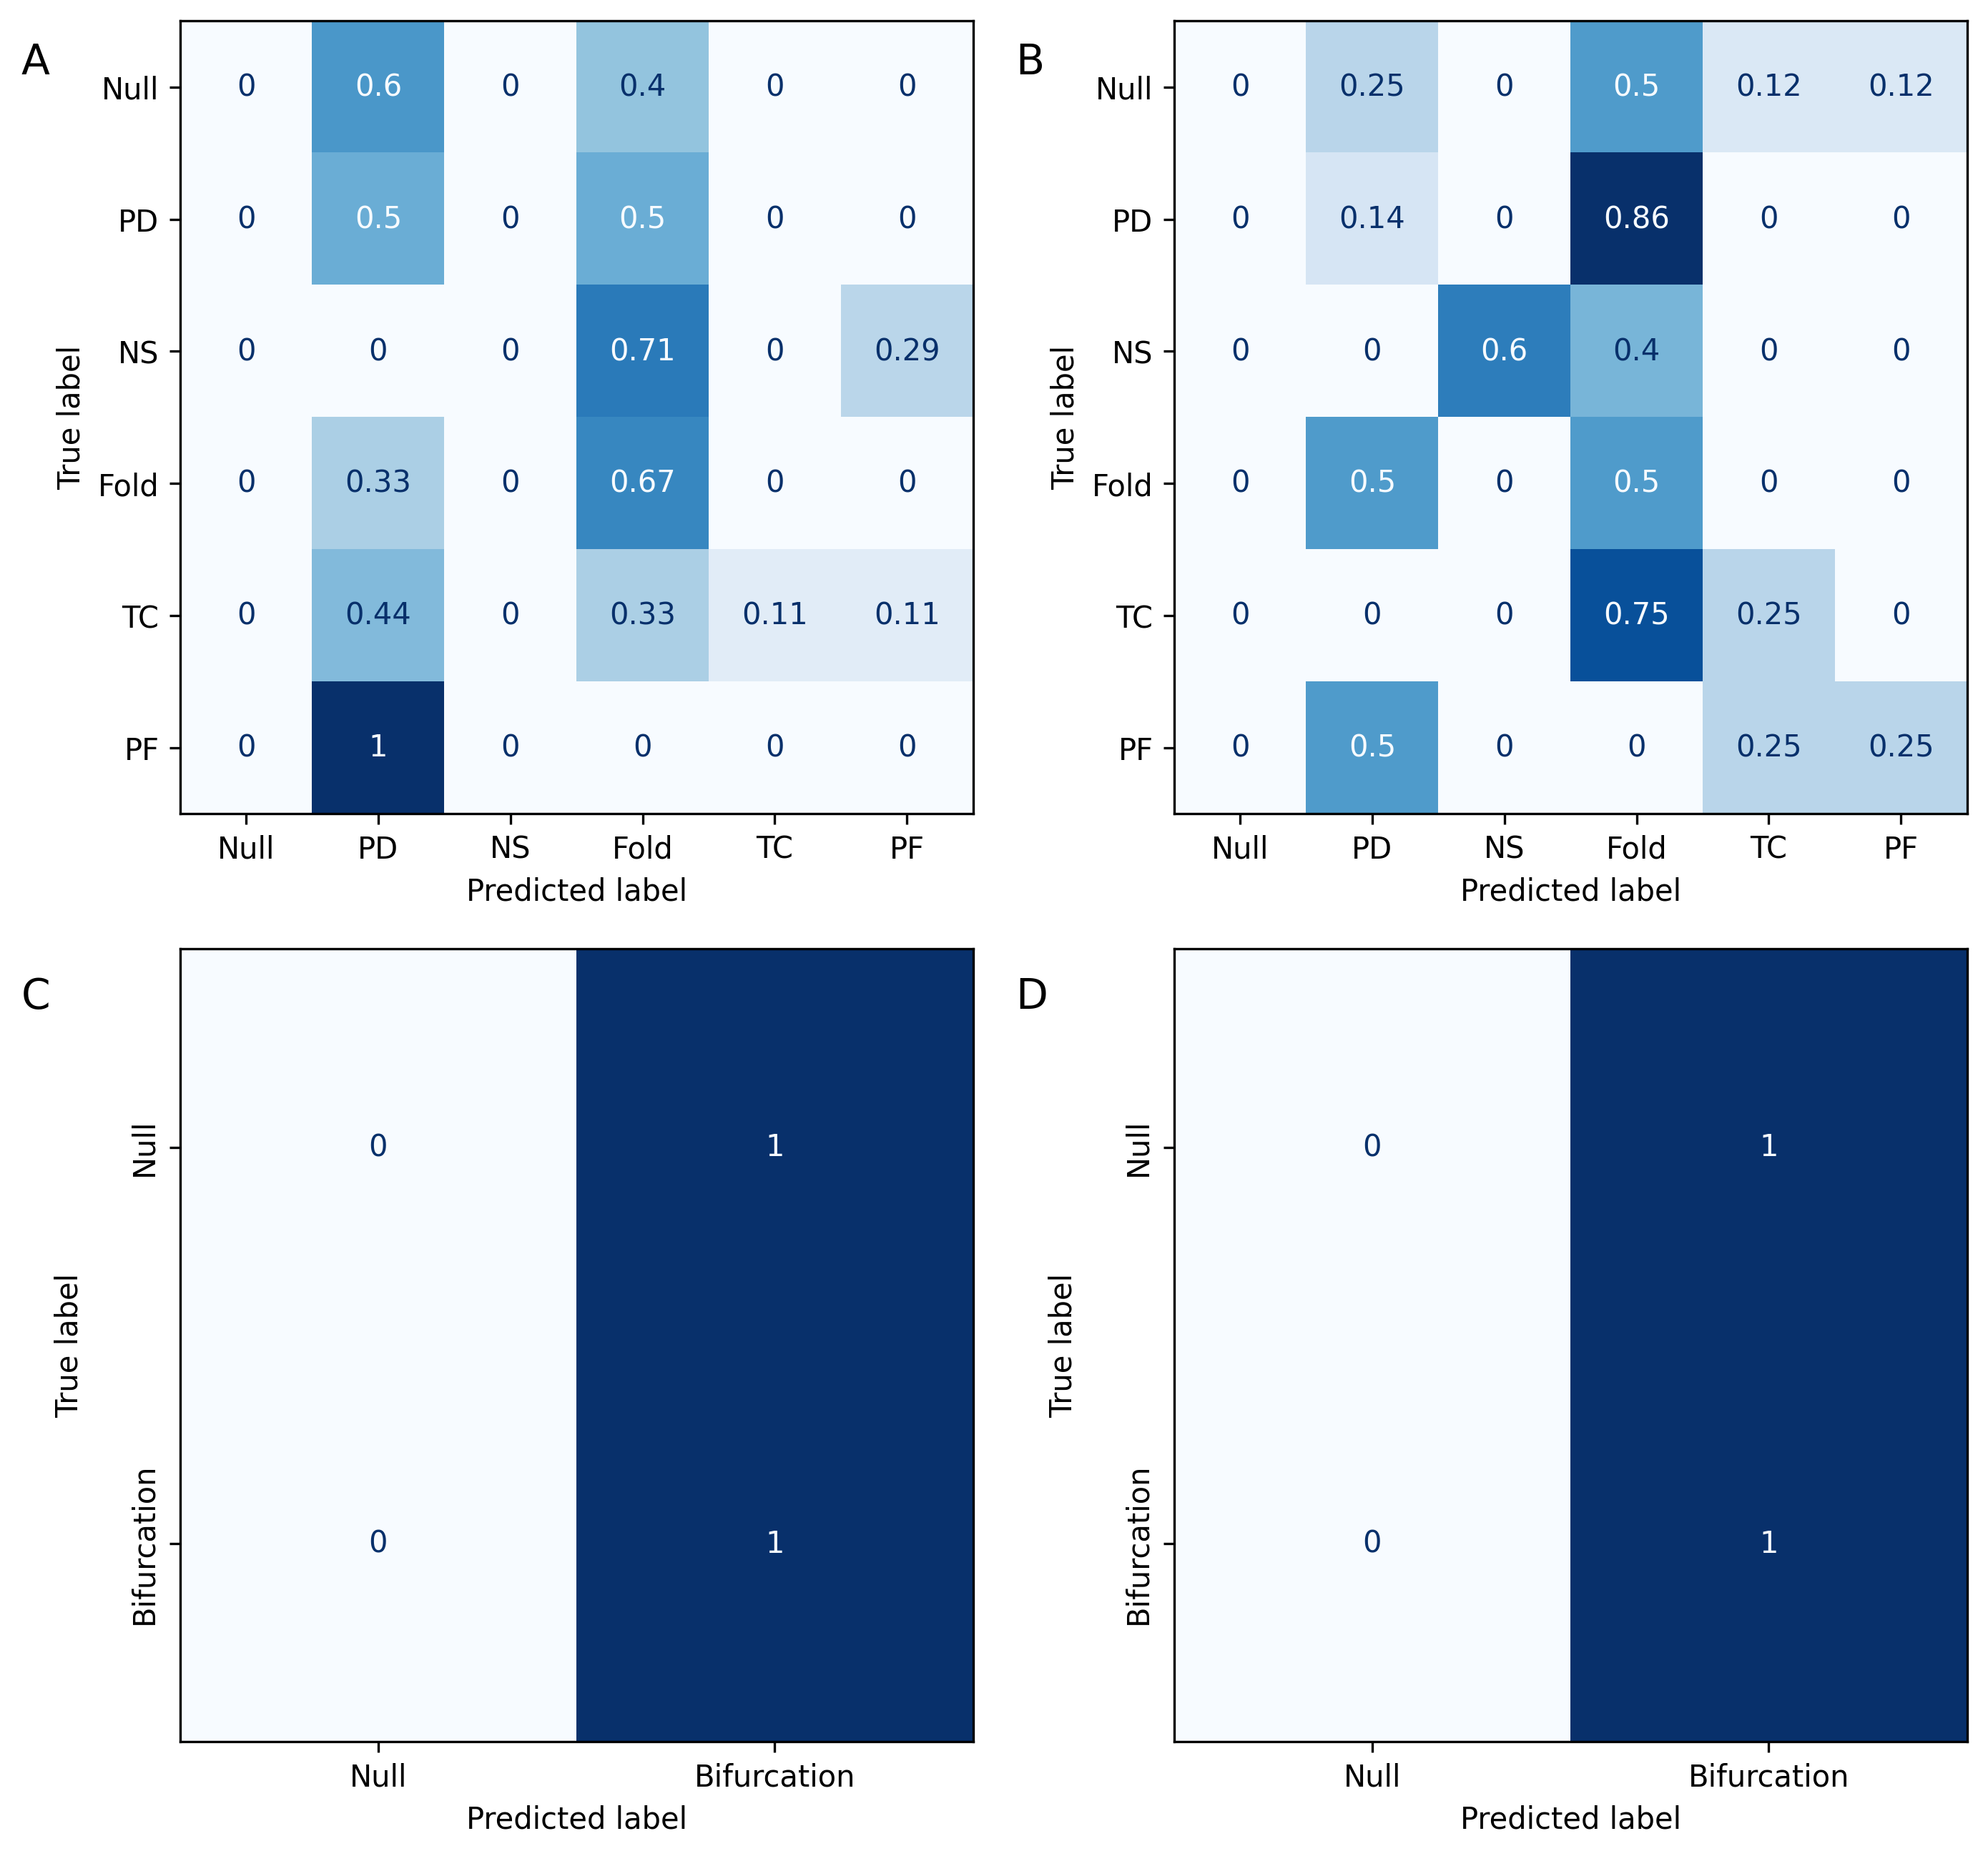 A
True label
Null 0 0.6 0 0.4 0 0
PD 0 0.5 0 0.5 0 0
NS 0 0 0 0.71 0 0.29
Fold 0 0.33 0 0.67 0 0
TC 0 0.44 0 0.33 0.11 0.11
PF 0 1 0 0 0 0
Null PD NS Fold TC PF
Predicted label
B
True label
Null 0 0.25 0 0.5 0.12 0.12
PD 0 0.14 0 0.86 0 0
NS 0 0 0.6 0.4 0 0
Fold 0 0.5 0 0.5 0 0
TC 0 0 0 0.75 0.25 0
PF 0 0.5 0 0 0.25 0.25
Null PD NS Fold TC PF
Predicted label
C
True label
Null 0 1
Bifurcation 0 1
Null Bifurcation
Predicted label
D
True label
Null 0 1
Bifurcation 0 1
Null Bifurcation
Predicted label